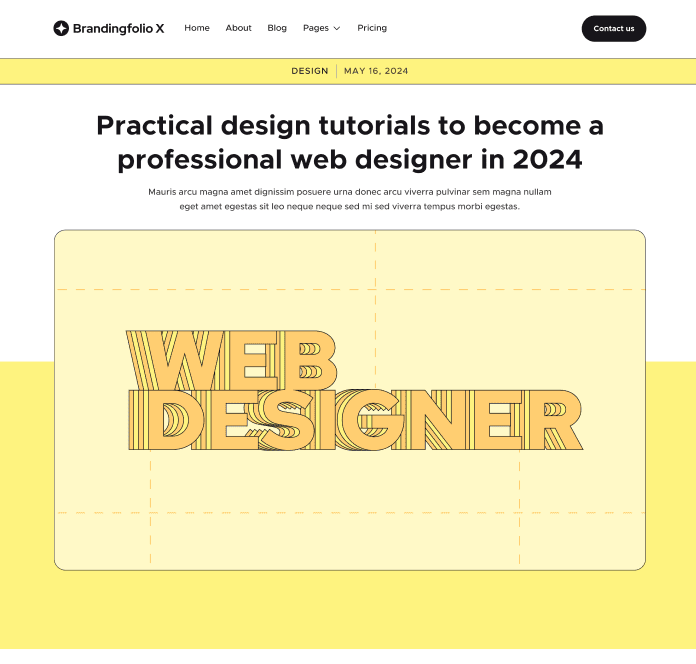 Brandingfolio X Home About Blog Pages Pricing Contact us
DESIGN MAY 16, 2024
Practical design tutorials to become a
professional web designer in 2024
Mauris arcu magna amet dignissim posuere urna donec arcu viverra pulvinar sem magna nullam
eget amet egestas sit leo neque neque sed mi sed viverra tempus morbi egestas.
WEB
DESIGNER